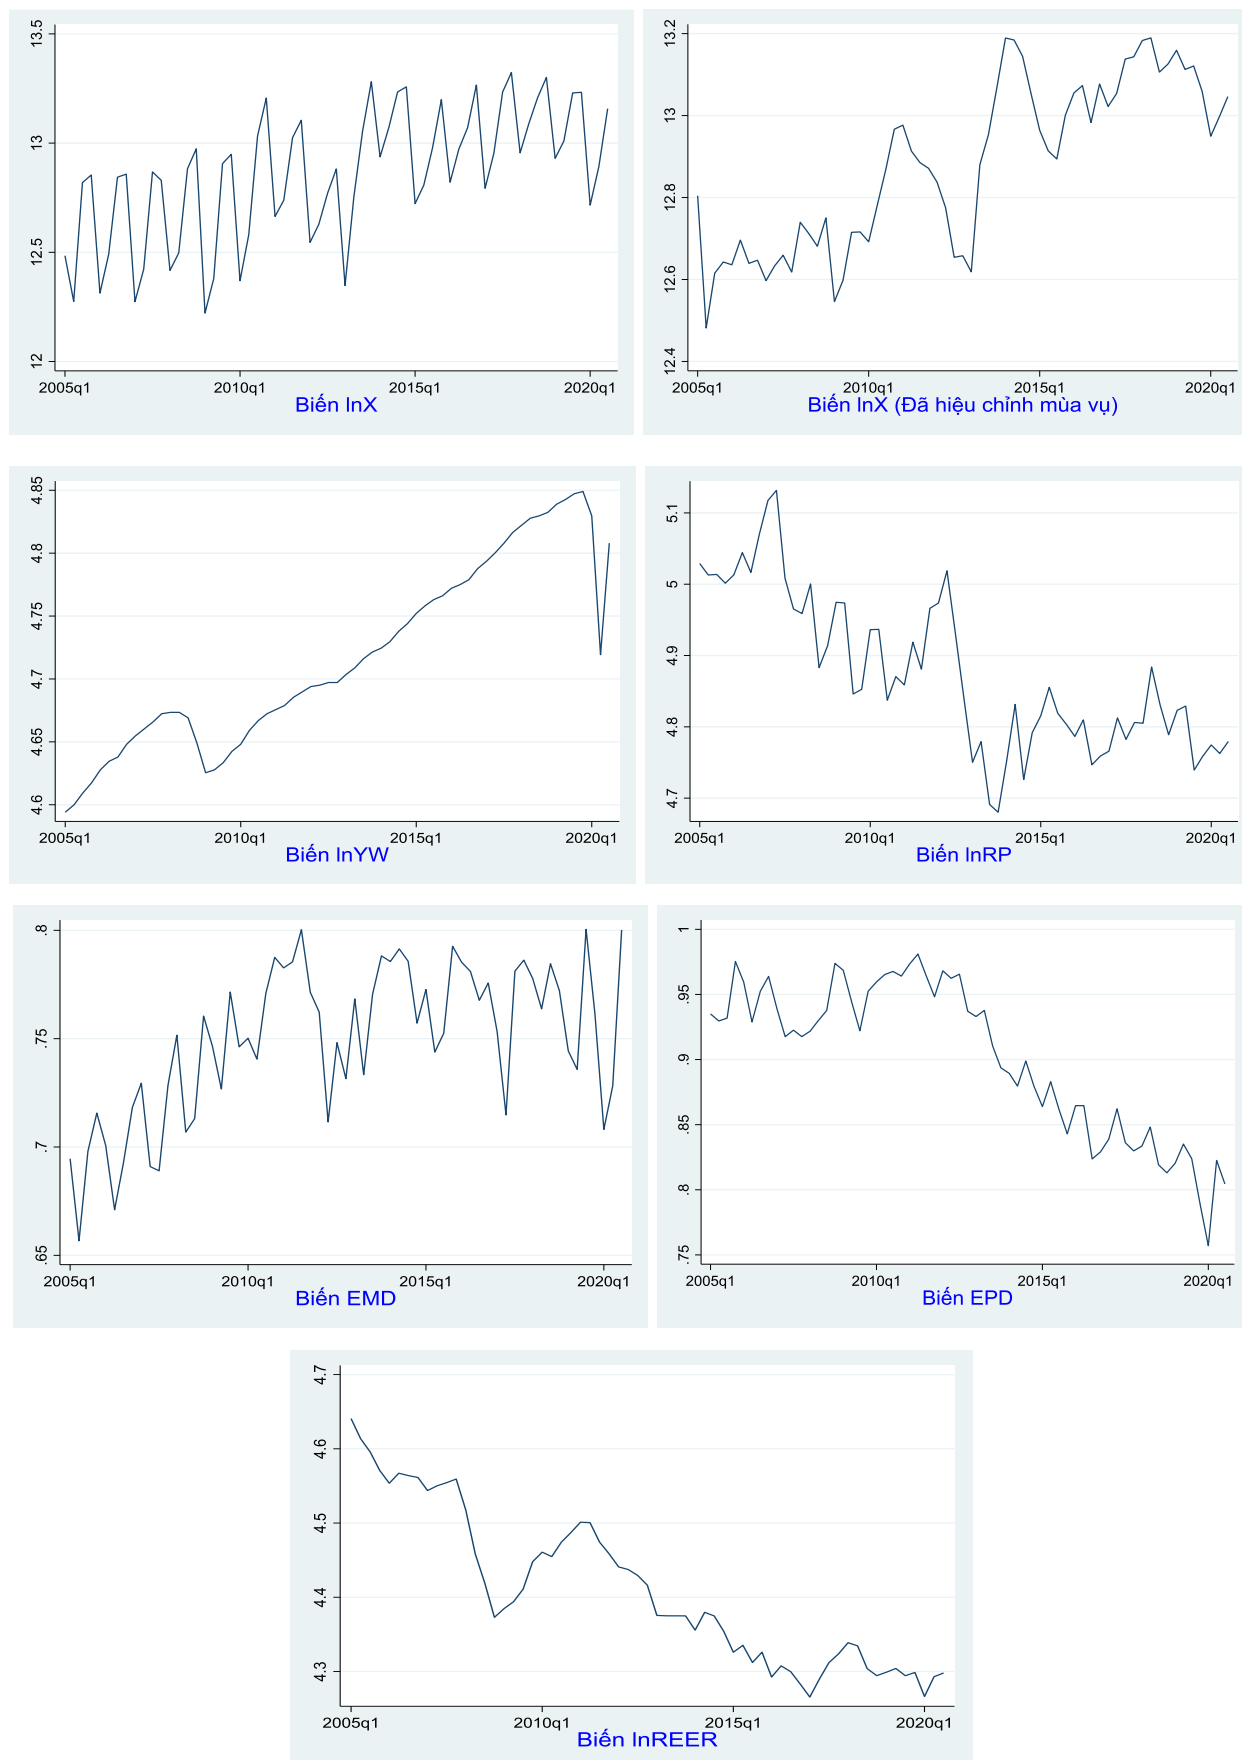 13.5
13
12.5
12
2005q1 2010q1 2015q1 2020q1
Biến lnX
13.2
13
12.8
12.6
12.4
2005q1 2010q1 2015q1 2020q1
Biến lnX (Đã hiệu chỉnh mùa vụ)
4.85
4.8
4.75
4.7
4.65
4.6
2005q1 2010q1 2015q1 2020q1
Biến lnYW
5.1
5
4.9
4.8
4.7
2005q1 2010q1 2015q1 2020q1
Biến lnRP
.8
.75
.7
.65
2005q1 2010q1 2015q1 2020q1
Biến EMD
1
.95
.9
.85
.8
.75
2005q1 2010q1 2015q1 2020q1
Biến EPD
4.7
4.6
4.5
4.4
4.3
2005q1 2010q1 2015q1 2020q1
Biến lnREER